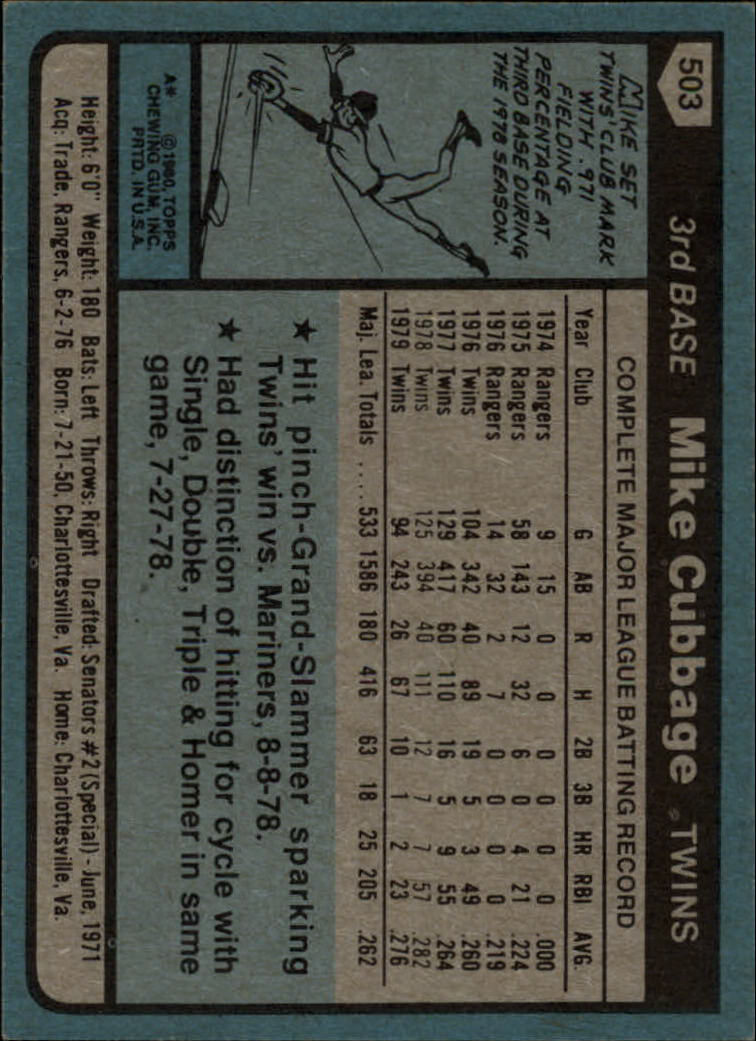 503
3rd BASE Mike Cubbage TWINS
MIKE SET
TWINS' CLUB MARK
WITH .971
FIELDING
PERCENTAGE AT
THIRD BASE DURING
THE 1978 SEASON.
A* © 1980, TOPPS
CHEWING GUM, INC.
PRTD. IN U.S.A.
COMPLETE MAJOR LEAGUE BATTING RECORD
Year Club G AB R H 2B 3B HR RBI AVG.
1974 Rangers 9 15 0 0 0 0 0 0 .000
1975 Rangers 58 143 12 32 6 0 4 21 .224
1976 Rangers 14 32 2 7 0 0 0 0 .219
1976 Twins 104 342 40 89 19 5 3 49 .260
1977 Twins 129 417 60 110 16 5 9 55 .264
1978 Twins 125 394 40 111 12 7 7 57 .282
1979 Twins 94 243 26 67 10 1 2 23 .276
Maj. Lea. Totals ..... 533 1586 180 416 63 18 25 205 .262
★ Hit pinch-Grand-Slammer sparking
Twins' win vs. Mariners, 8-8-78.
★ Had distinction of hitting for cycle with
Single, Double, Triple & Homer in same
game, 7-27-78.
Height: 6'0" Weight: 180 Bats: Left Throws: Right Drafted: Senators #2 (Special) - June, 1971
Acq: Trade, Rangers, 6-2-76 Born: 7-21-50, Charlottesville, Va. Home: Charlottesville, Va.